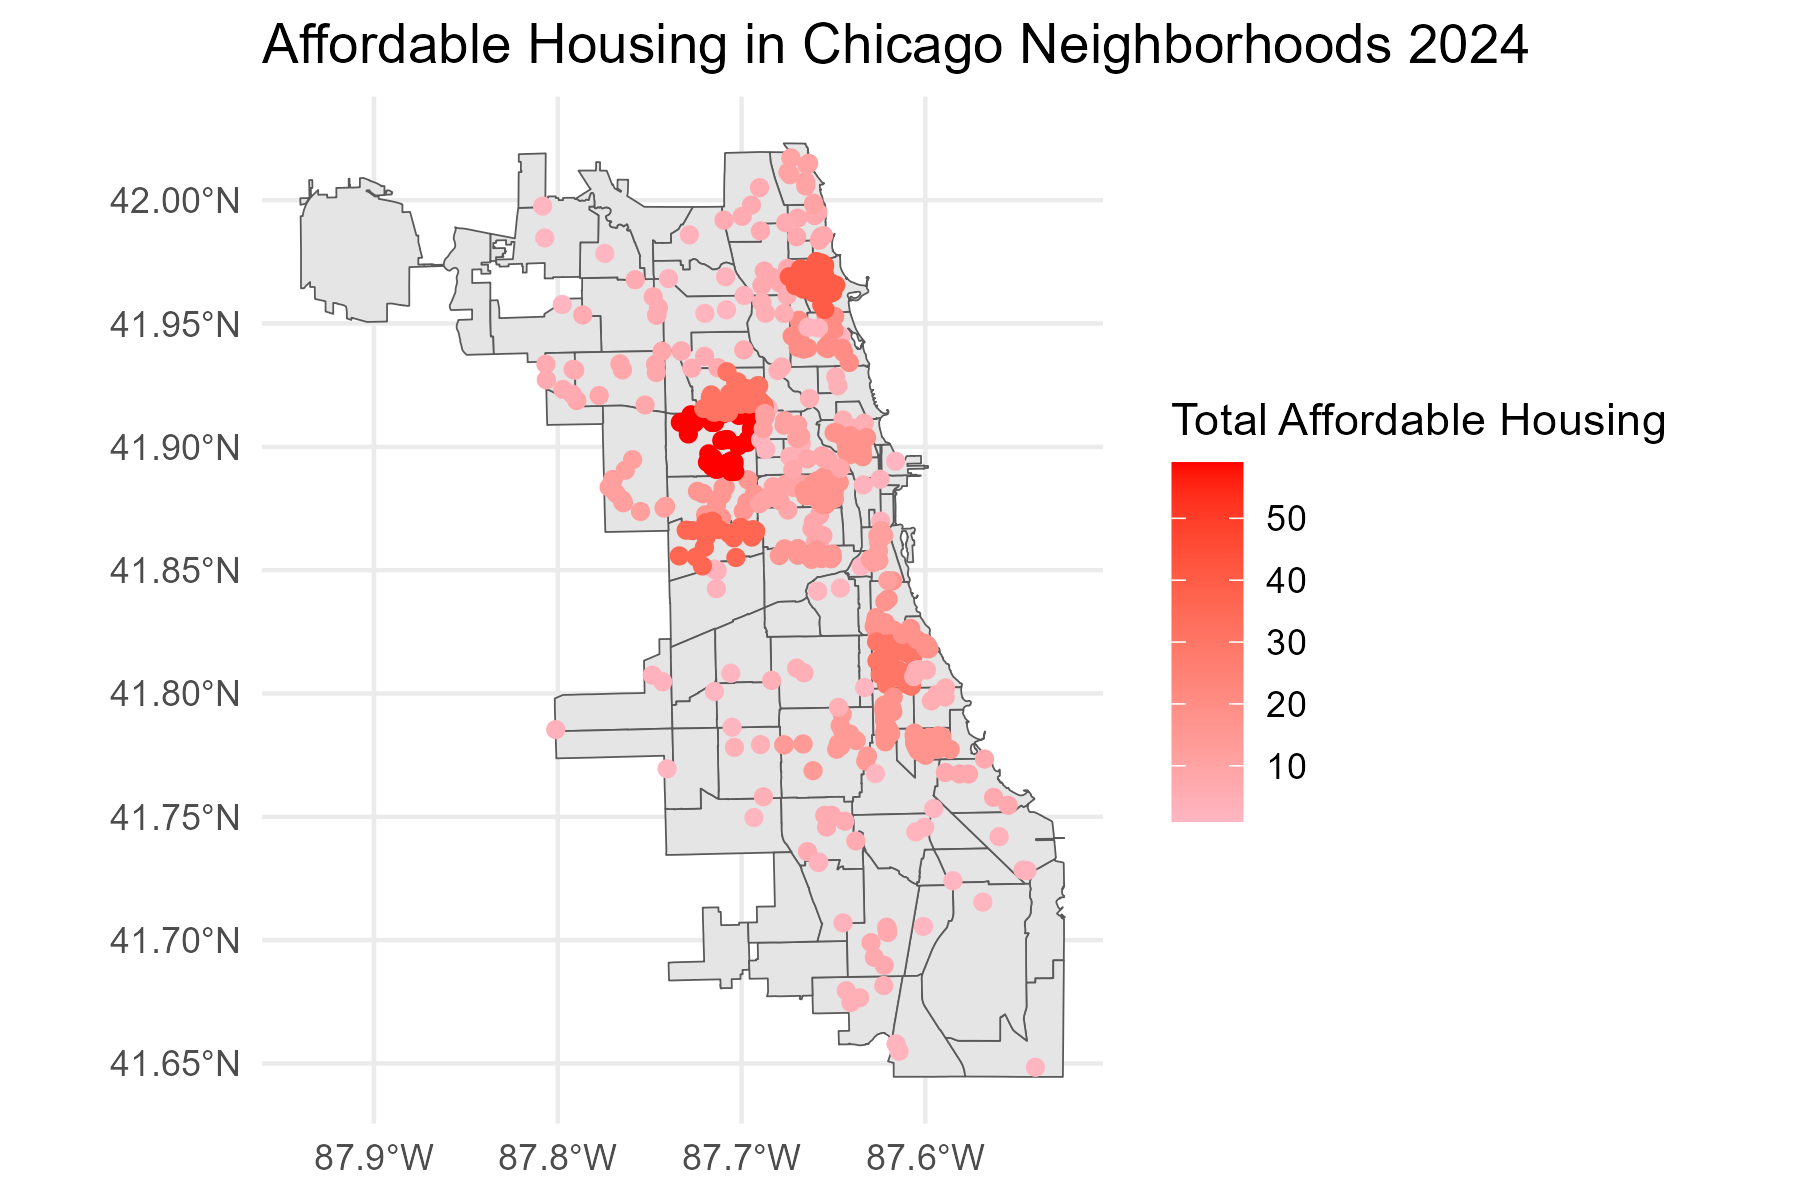 Affordable Housing in Chicago Neighborhoods 2024
42.00°N
41.95°N
41.90°N
41.85°N
41.80°N
41.75°N
41.70°N
41.65°N
87.9°W 87.8°W 87.7°W 87.6°W
Total Affordable Housing
50
40
30
20
10